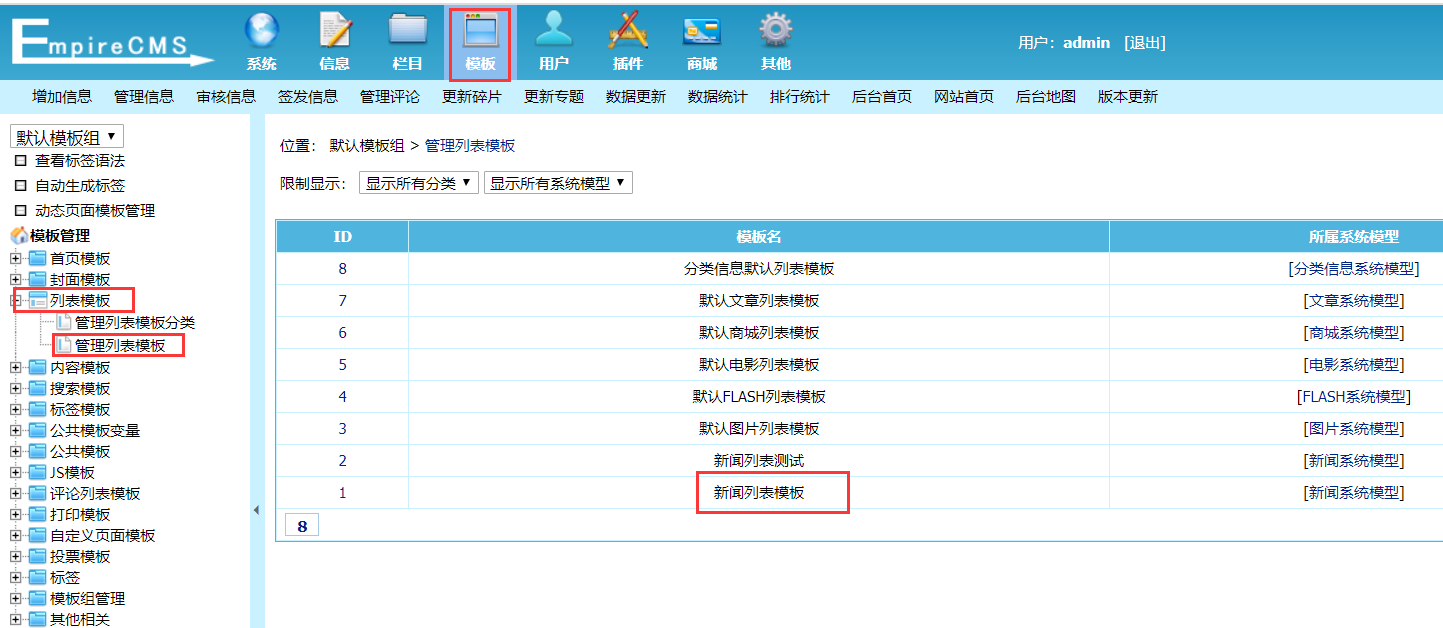 EmpireCMS
系统 信息 栏目 模板 用户 插件 商城 其他
用户：admin [退出]
增加信息 管理信息 审核信息 签发信息 管理评论 更新碎片 更新专题 数据更新 数据统计 排行统计 后台首页 网站首页 后台地图 版本更新
默认模板组
查看标签语法
自动生成标签
动态页面模板管理
模板管理
首页模板
封面模板
列表模板
管理列表模板分类
管理列表模板
内容模板
搜索模板
标签模板
公共模板变量
公共模板
JS模板
评论列表模板
打印模板
自定义页面模板
投票模板
标签
模板组管理
其他相关
位置： 默认模板组 > 管理列表模板
限制显示： 显示所有分类 显示所有系统模型
ID 模板名 所属系统模型
8 分类信息默认列表模板 [分类信息系统模型]
7 默认文章列表模板 [文章系统模型]
6 默认商城列表模板 [商城系统模型]
5 默认电影列表模板 [电影系统模型]
4 默认FLASH列表模板 [FLASH系统模型]
3 默认图片列表模板 [图片系统模型]
2 新闻列表测试 [新闻系统模型]
1 新闻列表模板 [新闻系统模型]
8